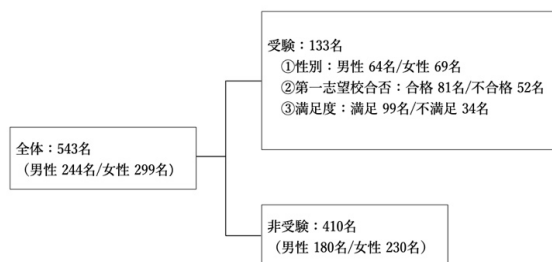 受験：133名
①性別：男性 64名/女性 69名
②第一志望校合否：合格 81名/不合格 52名
③満足度：満足 99名/不満足 34名
全体：543名
（男性 244名/女性 299名）
非受験：410名
（男性 180名/女性 230名）